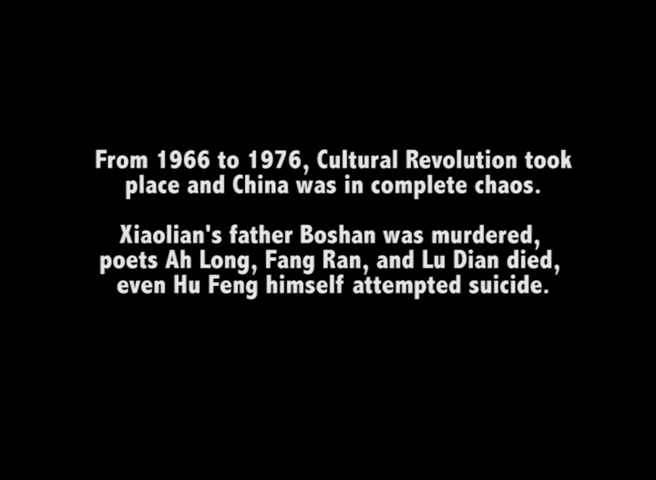 From 1966 to 1976, Cultural Revolution took
place and China was in complete chaos.
Xiaolian's father Boshan was murdered,
poets Ah Long, Fang Ran, and Lu Dian died,
even Hu Feng himself attempted suicide.